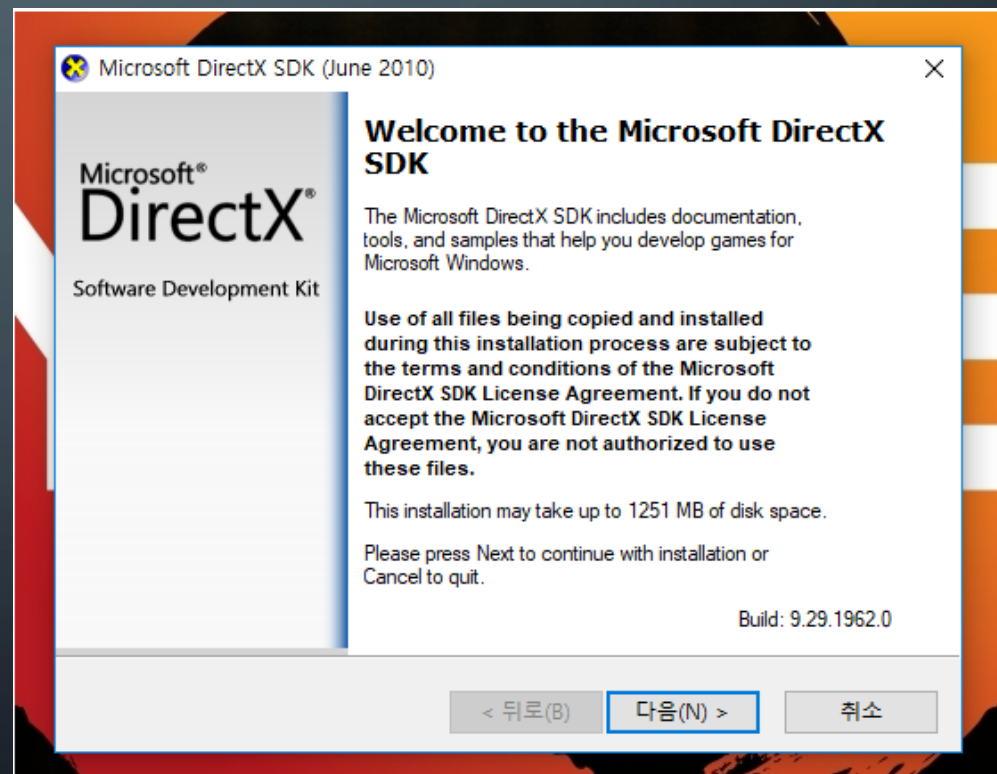 Microsoft DirectX SDK (June 2010)
Microsoft®
DirectX®
Software Development Kit
Welcome to the Microsoft DirectX
SDK
The Microsoft DirectX SDK includes documentation,
tools, and samples that help you develop games for
Microsoft Windows.
Use of all files being copied and installed
during this installation process are subject to
the terms and conditions of the Microsoft
DirectX SDK License Agreement. If you do not
accept the Microsoft DirectX SDK License
Agreement, you are not authorized to use
these files.
This installation may take up to 1251 MB of disk space.
Please press Next to continue with installation or
Cancel to quit.
Build: 9.29.1962.0
< 뒤로(B) 다음(N) > 취소